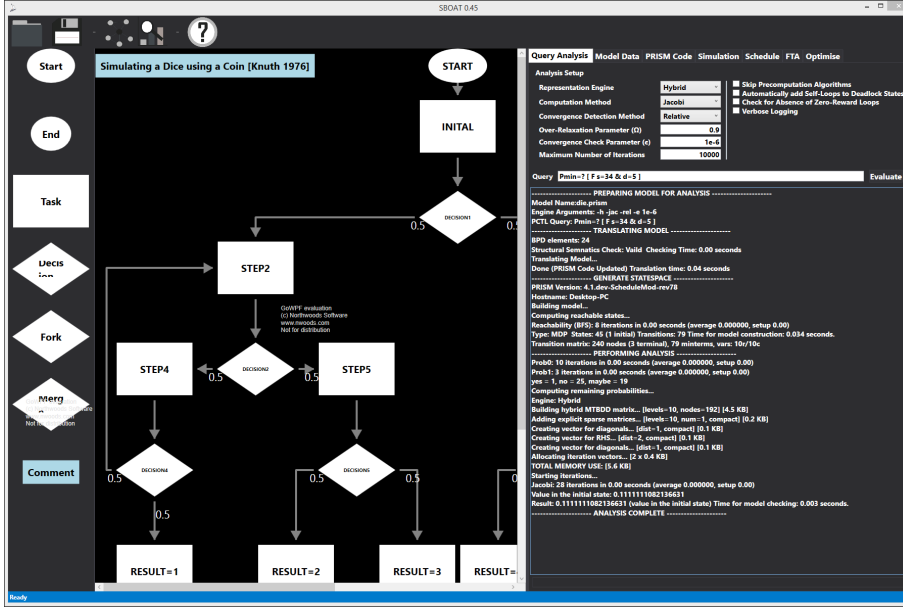 SBOAT 0.45
?
Start
End
Task
Decis
ion
Fork
Merg
Not for distribution
Comment
Simulating a Dice using a Coin [Knuth 1976]
START
INITAL
DECISION1
0.5
0.5
STEP2
GoWPF evaluation
(c) Northwoods Software
www.nwoods.com
Not for distribution
STEP4
DECISION2
STEP5
0.5
0.5
DECISION4
DECISION5
0.5
0.5
0.5
0.5
RESULT=1
RESULT=2
RESULT=3
RESULT=
Query Analysis Model Data PRISM Code Simulation Schedule FTA Optimise
Analysis Setup
Representation Engine Hybrid
Computation Method Jacobi
Convergence Detection Method Relative
Over-Relaxation Parameter (Ω) 0.9
Convergence Check Parameter (ε) 1e-6
Maximum Number of Iterations 10000
Skip Precomputation Algorithms
Automatically add Self-Loops to Deadlock States
Check for Absence of Zero-Reward Loops
Verbose Logging
Query Pmin=? [ F s=34 & d=5 ] Evaluate
--------------------- PREPARING MODEL FOR ANALYSIS ---------------------
Model Name:die.prism
Engine Arguments: -h -jac -rel -e 1e-6
PCTL Query: Pmin=? [ F s=34 & d=5 ]
--------------------- TRANSLATING MODEL ---------------------
BPD elements: 24
Structural Semnatics Check: Vaild Checking Time: 0.00 seconds
Translating Model...
Done (PRISM Code Updated) Translation time: 0.04 seconds
--------------------- GENERATE STATESPACE ---------------------
PRISM Version: 4.1.dev-ScheduleMod-rev78
Hostname: Desktop-PC
Building model...
Computing reachable states...
Reachability (BFS): 8 iterations in 0.00 seconds (average 0.000000, setup 0.00)
Type: MDP States: 45 (1 initial) Transitions: 79 Time for model construction: 0.034 seconds.
Transition matrix: 240 nodes (3 terminal), 79 minterms, vars: 10r/10c
--------------------- PERFORMING ANALYSIS ---------------------
Prob0: 10 iterations in 0.00 seconds (average 0.000000, setup 0.00)
Prob1: 3 iterations in 0.00 seconds (average 0.000000, setup 0.00)
yes = 1, no = 25, maybe = 19
Computing remaining probabilities...
Engine: Hybrid
Building hybrid MTBDD matrix... [levels=10, nodes=192] [4.5 KB]
Adding explicit sparse matrices... [levels=10, num=1, compact] [0.2 KB]
Creating vector for diagonals... [dist=1, compact] [0.1 KB]
Creating vector for RHS... [dist=2, compact] [0.1 KB]
Creating vector for diagonals... [dist=1, compact] [0.1 KB]
Allocating iteration vectors... [2 x 0.4 KB]
TOTAL MEMORY USE: [5.6 KB]
Starting iterations...
Jacobi: 28 iterations in 0.00 seconds (average 0.000000, setup 0.00)
Value in the initial state: 0.1111111082136631
Result: 0.1111111082136631 (value in the initial state) Time for model checking: 0.003 seconds.
--------------------- ANALYSIS COMPLETE ---------------------
Ready